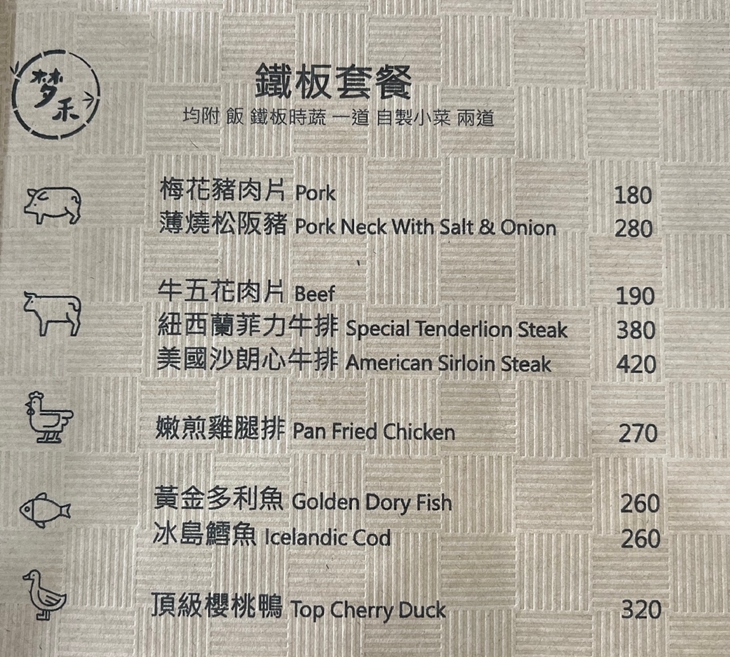 梦禾
鐵板套餐
均附 飯 鐵板時蔬 一道 自製小菜 兩道
梅花豬肉片 Pork 180
薄燒松阪豬 Pork Neck With Salt & Onion 280
牛五花肉片 Beef 190
紐西蘭菲力牛排 Special Tenderlion Steak 380
美國沙朗心牛排 American Sirloin Steak 420
嫩煎雞腿排 Pan Fried Chicken 270
黃金多利魚 Golden Dory Fish 260
冰島鱈魚 Icelandic Cod 260
頂級櫻桃鴨 Top Cherry Duck 320